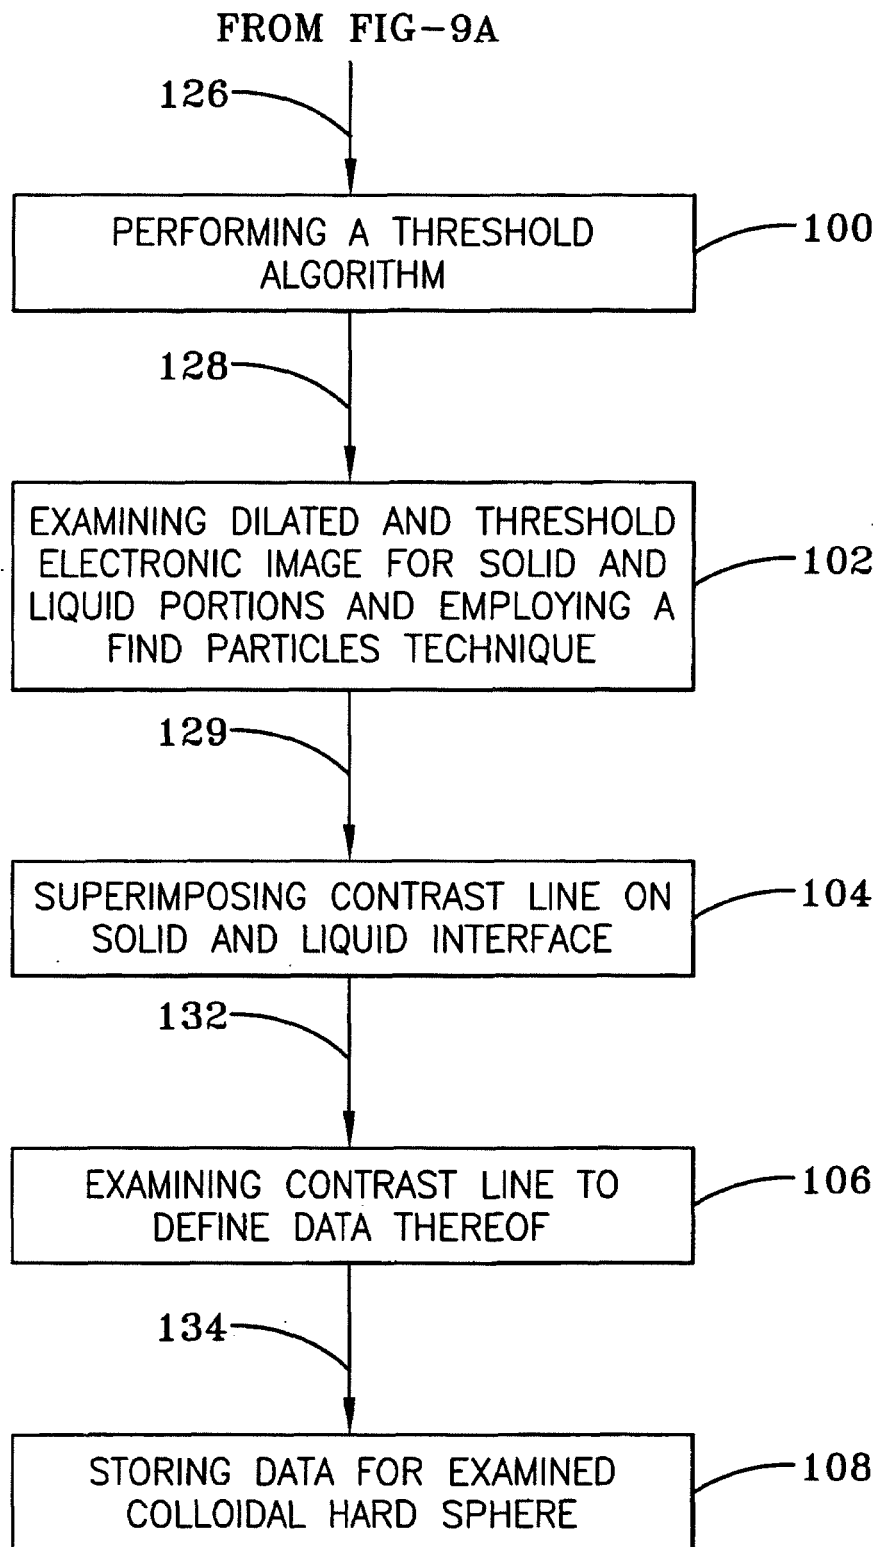 FROM FIG-9A
126
PERFORMING A THRESHOLD
ALGORITHM
100
128
EXAMINING DILATED AND THRESHOLD
ELECTRONIC IMAGE FOR SOLID AND
LIQUID PORTIONS AND EMPLOYING A
FIND PARTICLES TECHNIQUE
102
129
SUPERIMPOSING CONTRAST LINE ON
SOLID AND LIQUID INTERFACE
104
132
EXAMINING CONTRAST LINE TO
DEFINE DATA THEREOF
106
134
STORING DATA FOR EXAMINED
COLLOIDAL HARD SPHERE
108